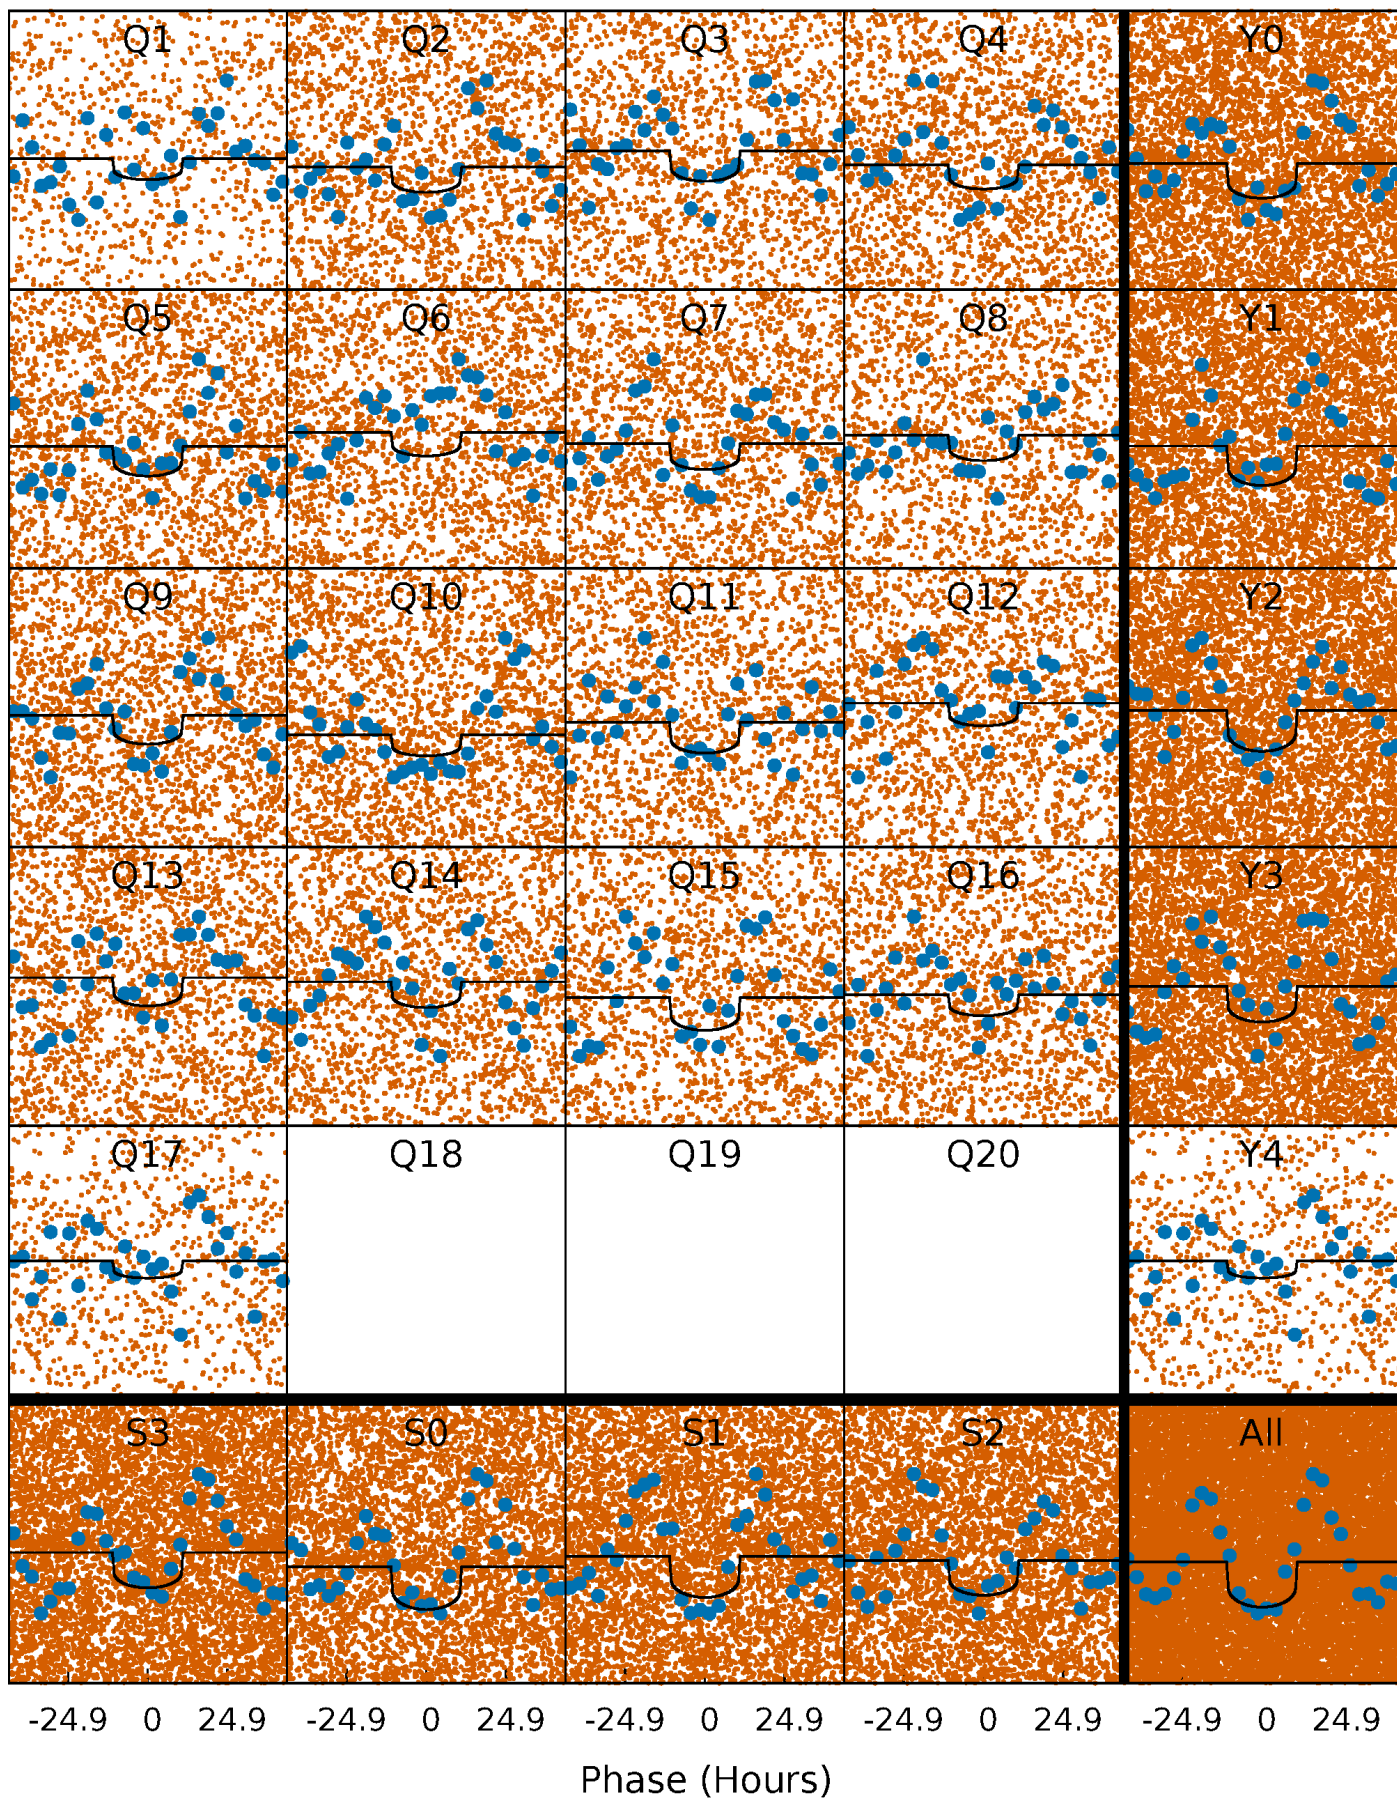 Q1 Q2 Q3 Q4 Y0
Q5 Q6 Q7 Q8 Y1
Q9 Q10 Q11 Q12 Y2
Q13 Q14 Q15 Q16 Y3
Q17 Q18 Q19 Q20 Y4
S3 S0 S1 S2 All
-24.9 0 24.9 -24.9 0 24.9 -24.9 0 24.9 -24.9 0 24.9 -24.9 0 24.9
Phase (Hours)